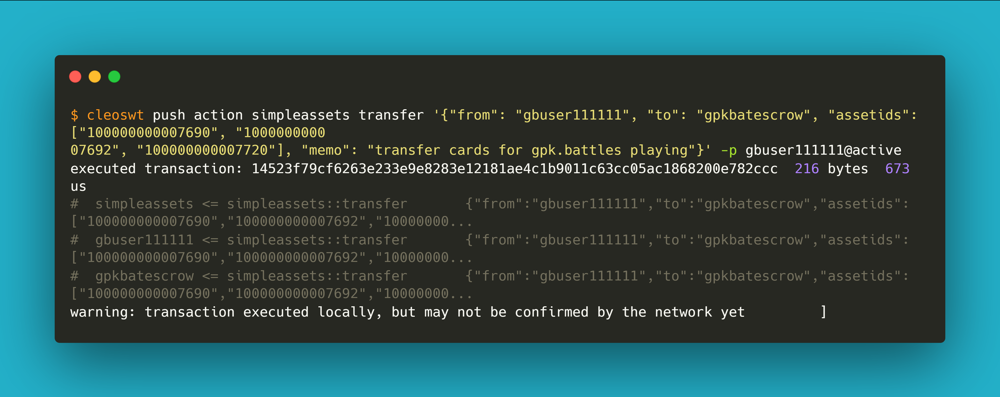 $ cleoswt push action simpleassets transfer '{"from": "gbuser111111", "to": "gpkbatescrow", "assetids":
["100000000007690", "1000000000
07692", "100000000007720"], "memo": "transfer cards for gpk.battles playing"}' -p gbuser111111@active
executed transaction: 14523f79cf6263e233e9e8283e12181ae4c1b9011c63cc05ac1868200e782ccc  216 bytes  673
us
#  simpleassets <= simpleassets::transfer       {"from":"gbuser111111","to":"gpkbatescrow","assetids":
["100000000007690","100000000007692","10000000...
#  gbuser111111 <= simpleassets::transfer       {"from":"gbuser111111","to":"gpkbatescrow","assetids":
["100000000007690","100000000007692","10000000...
#  gpkbatescrow <= simpleassets::transfer       {"from":"gbuser111111","to":"gpkbatescrow","assetids":
["100000000007690","100000000007692","10000000...
warning: transaction executed locally, but may not be confirmed by the network yet         ]